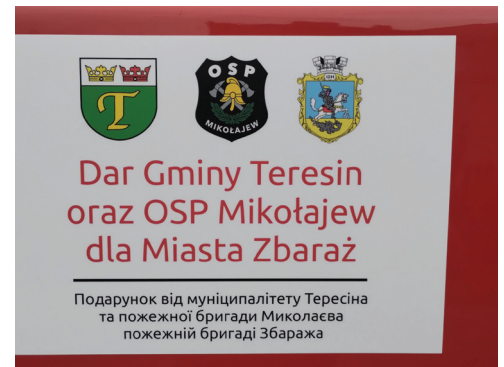 OSP
MIKOŁAJEW
Dar Gminy Teresin
oraz OSP Mikołajew
dla Miasta Zbaraż
Подарунок від муніципалітету Тересіна
та пожежної бригади Миколаєва
пожежній бригаді Збаража